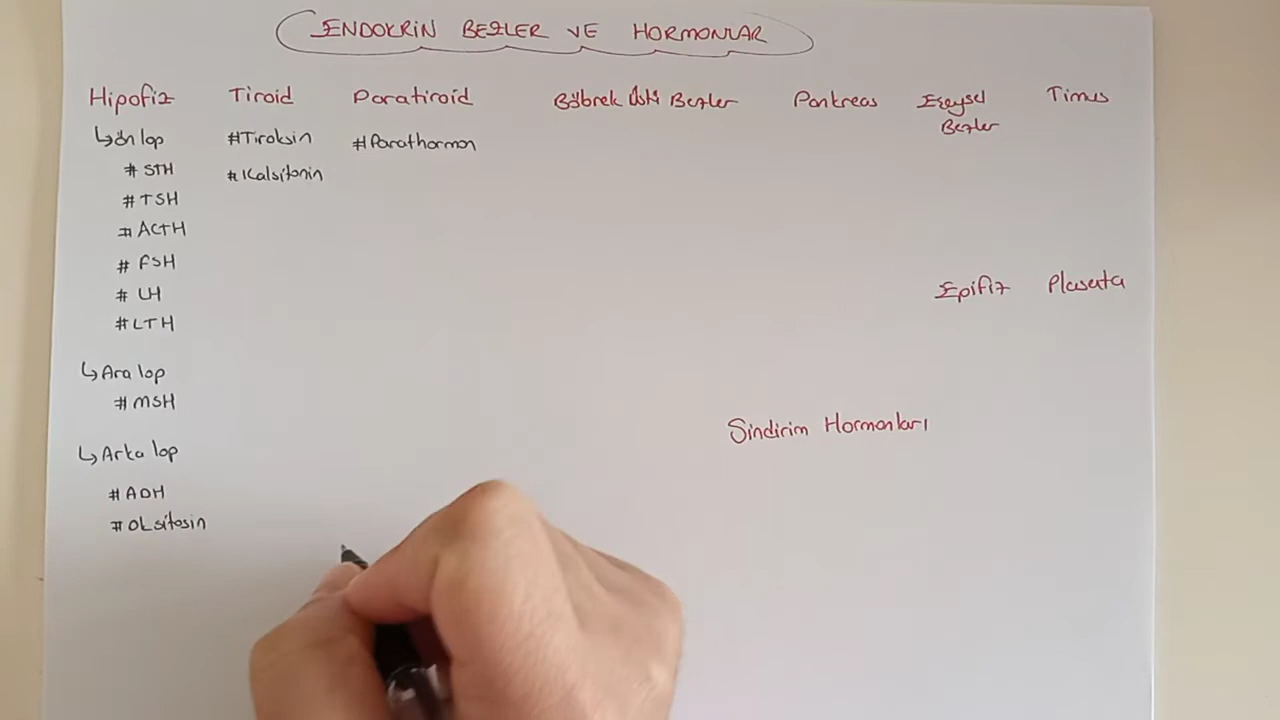 ENDOKRİN BEZLER VE HORMONLAR
Hipofiz Tiroid Paratiroid Böbrek Üstü Bezler Pankreas Eşeysel Bezler Timus
↳ön lop #Tiroksin #Parathormon
#STH #Kalsitonin
#TSH
#ACTH
#FSH
#LH
#LTH
Epifiz Plasenta
↳Ara lop
#MSH
Sindirim Hormonları
↳Arka lop
#ADH
#Oksitosin